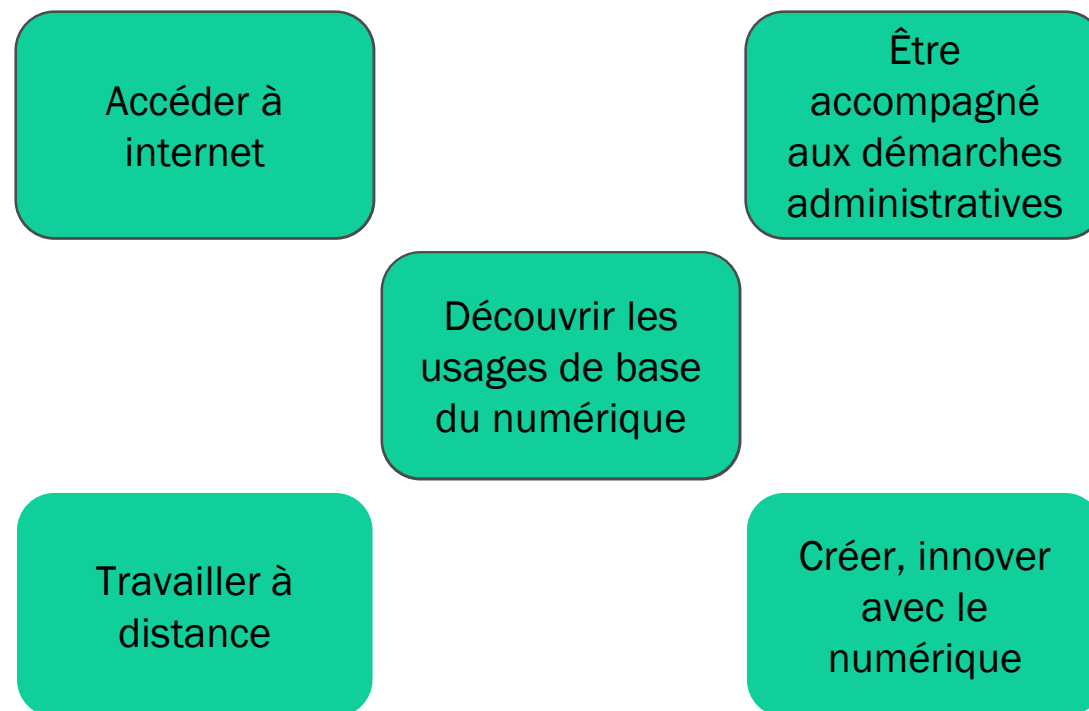 Accéder à
internet
Être
accompagné
aux démarches
administratives
Découvrir les
usages de base
du numérique
Travailler à
distance
Créer, innover
avec le
numérique